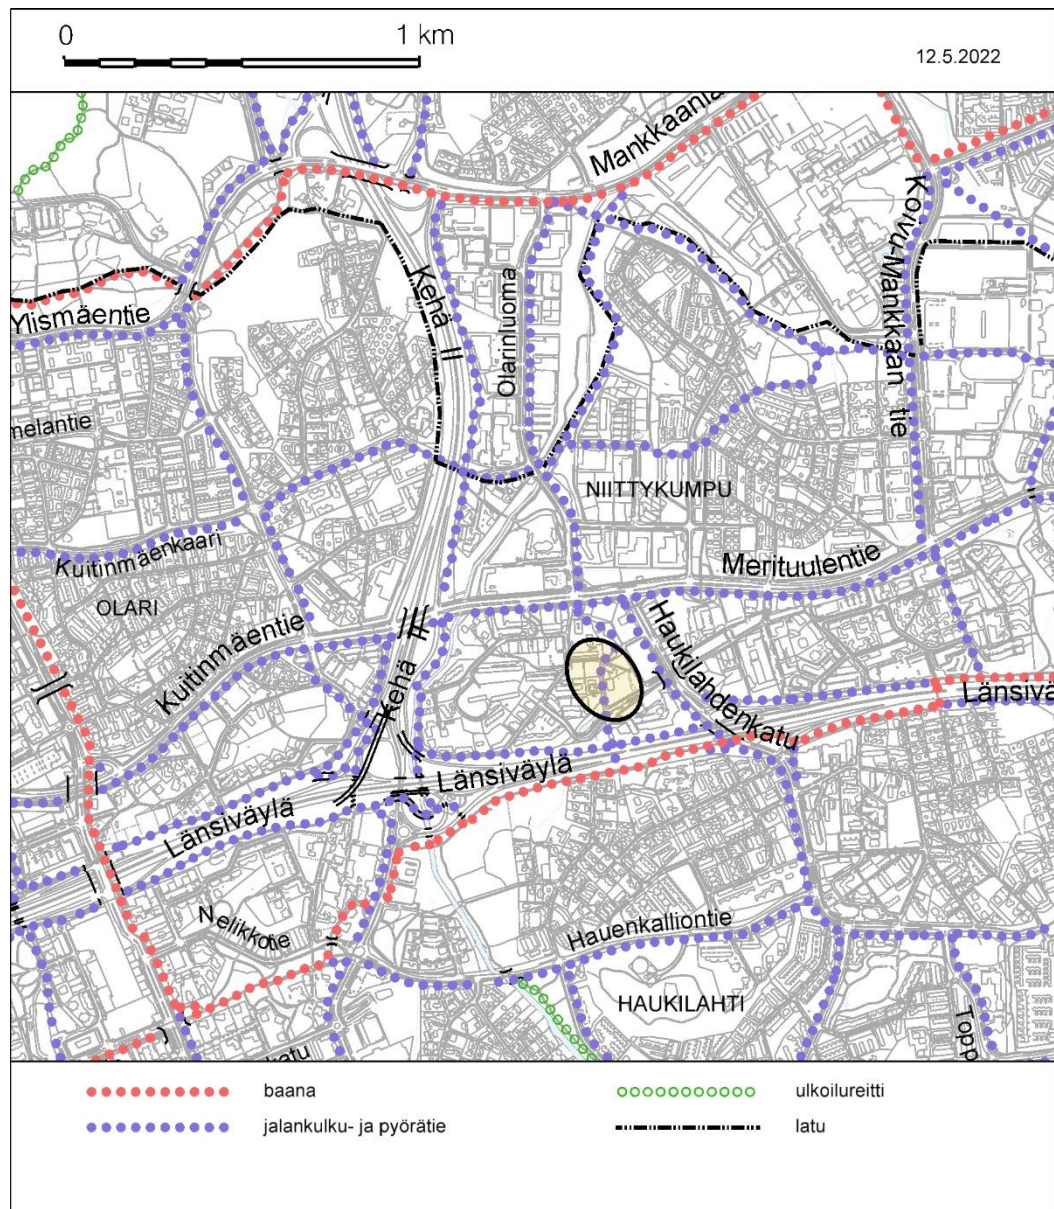 0 1 km
12.5.2022
Mankkaanla
Koivu-Mankkaan tie
Kehä II
Olarinluoma
Ylismäentie
melantie
NIITTYKUMPU
Kuitinmäenkaari
Merituulentie
OLARI
Kuitinmäentie
Haukilahdenkatu
Kehä
Länsivä
Länsiväylä
Länsiväylä
Nelikkotie
Hauenkalliontie
HAUKILAHTI
Topp
katu
baana
ulkoilureitti
jalankulku- ja pyörätie
latu